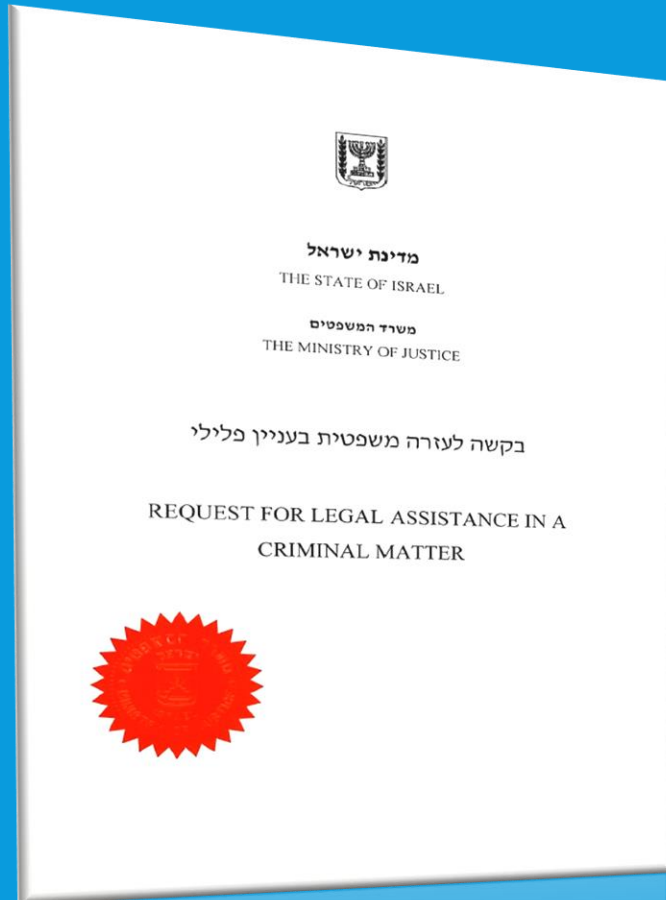 מדינת ישראל
THE STATE OF ISRAEL
משרד המשפטים
THE MINISTRY OF JUSTICE
בקשה לעזרה משפטית בעניין פלילי
REQUEST FOR LEGAL ASSISTANCE IN A
CRIMINAL MATTER